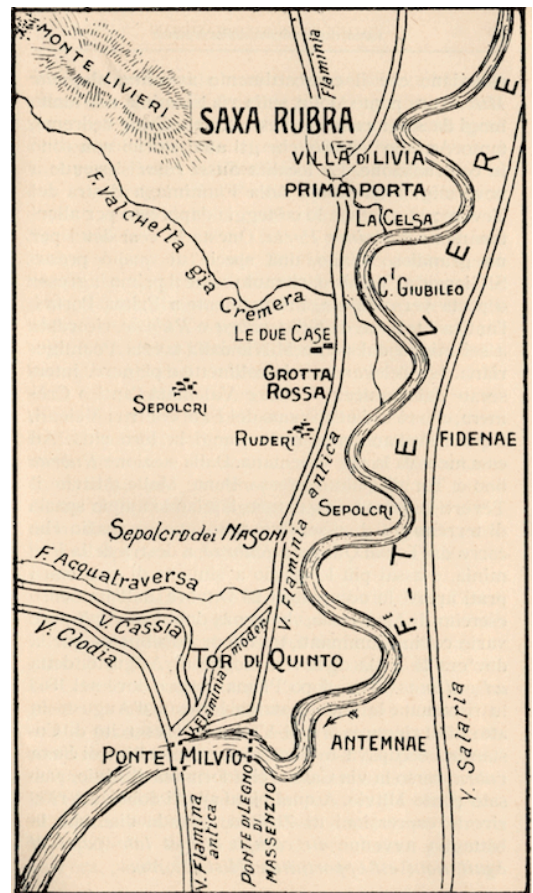 MONTE LIVIERI
Flaminia
SAXA RUBRA
VILLA DI LIVIA
PRIMA PORTA
LA CELSA
F. Valchetta già Cremera
C. GIUBILEO
LE DUE CASE
GROTTA
ROSSA
SEPOLCRI
RUDERI
FIDENAE
SEPOLCRI
V. Flaminia antica
Sepolcro dei NASONI
F. Acquatraversa
F. TEVERE
V. CASSIA
V. Clodia
V. Flaminia moder.
TOR DI QUINTO
PONTE MILVIO
ANTEMNAE
V. Salaria
V. Flamina
antica
PONTE DI LEGNO
DI
MASSENZIO